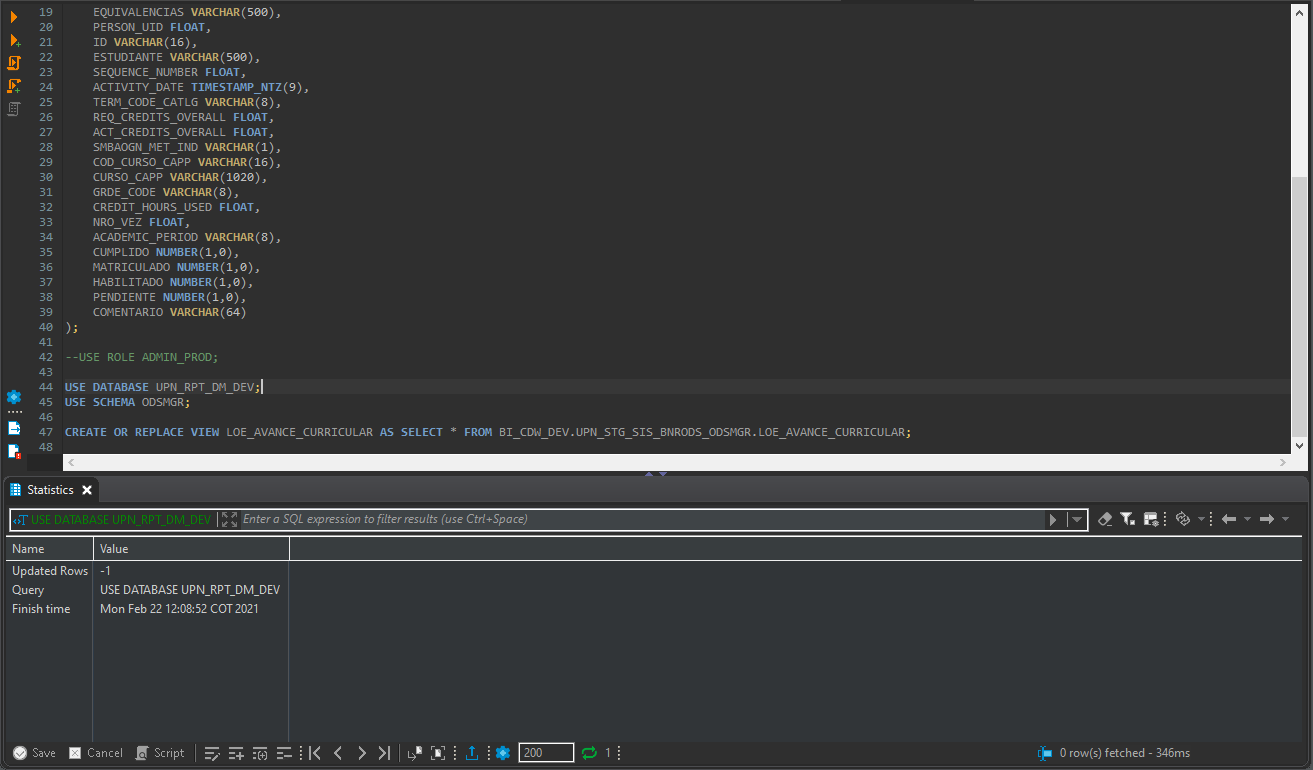 19 EQUIVALENCIAS VARCHAR(500),
20 PERSON_UID FLOAT,
21 ID VARCHAR(16),
22 ESTUDIANTE VARCHAR(500),
23 SEQUENCE_NUMBER FLOAT,
24 ACTIVITY_DATE TIMESTAMP_NTZ(9),
25 TERM_CODE_CATLG VARCHAR(8),
26 REQ_CREDITS_OVERALL FLOAT,
27 ACT_CREDITS_OVERALL FLOAT,
28 SMBAOGN_MET_IND VARCHAR(1),
29 COD_CURSO_CAPP VARCHAR(16),
30 CURSO_CAPP VARCHAR(1020),
31 GRDE_CODE VARCHAR(8),
32 CREDIT_HOURS_USED FLOAT,
33 NRO_VEZ FLOAT,
34 ACADEMIC_PERIOD VARCHAR(8),
35 CUMPLIDO NUMBER(1,0),
36 MATRICULADO NUMBER(1,0),
37 HABILITADO NUMBER(1,0),
38 PENDIENTE NUMBER(1,0),
39 COMENTARIO VARCHAR(64)
40 );
41
42 --USE ROLE ADMIN_PROD;
43
44 USE DATABASE UPN_RPT_DM_DEV;
45 USE SCHEMA ODSMGR;
46
47 CREATE OR REPLACE VIEW LOE_AVANCE_CURRICULAR AS SELECT * FROM BI_CDW_DEV.UPN_STG_SIS_BNRODS_ODSMGR.LOE_AVANCE_CURRICULAR;
48
Statistics
USE DATABASE UPN_RPT_DM_DEV Enter a SQL expression to filter results (use Ctrl+Space)
Name Value
Updated Rows -1
Query USE DATABASE UPN_RPT_DM_DEV
Finish time Mon Feb 22 12:08:52 COT 2021
Save Cancel Script 200 1 0 row(s) fetched - 346ms